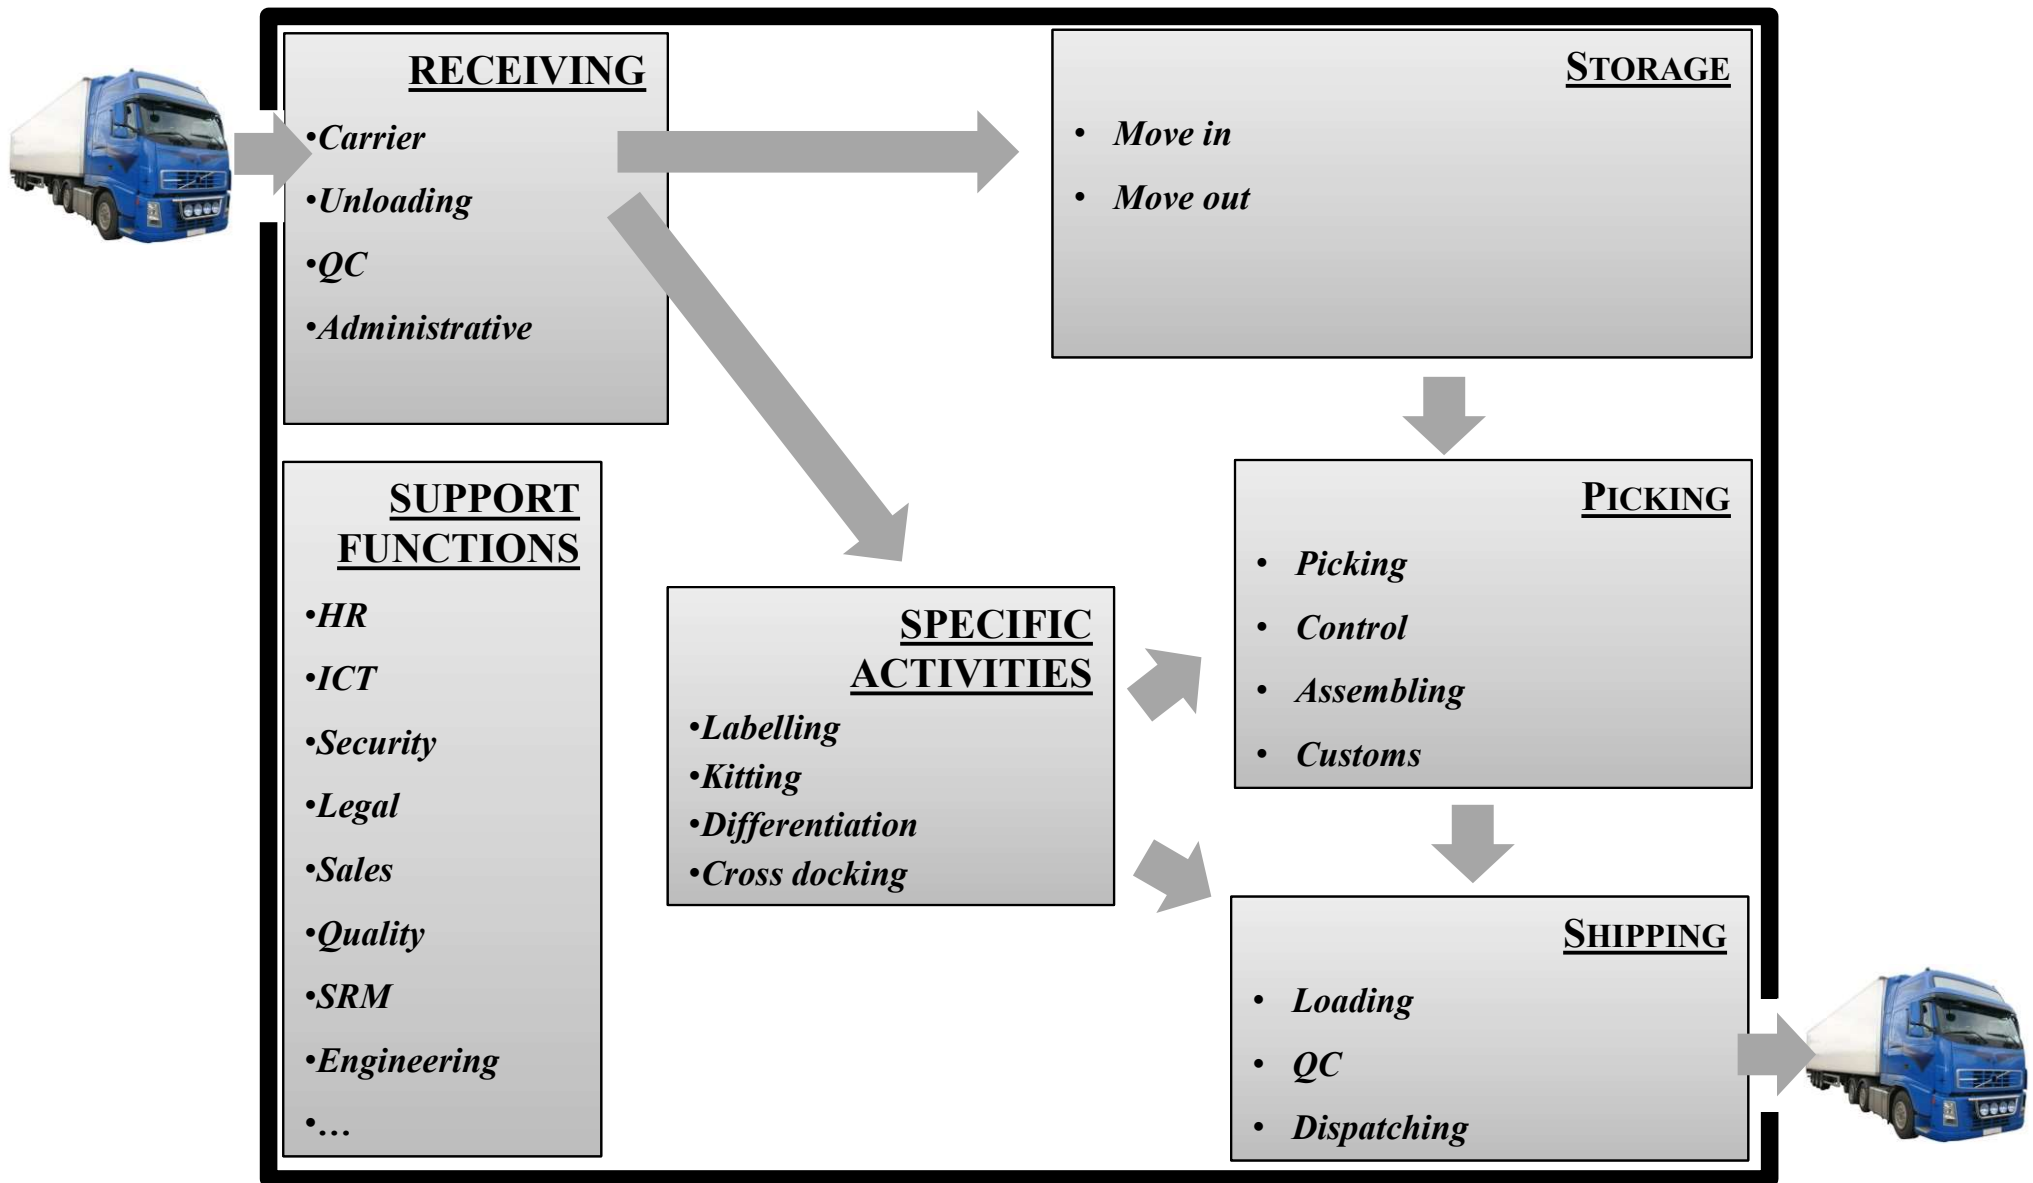 RECEIVING
•Carrier
•Unloading
•QC
•Administrative
STORAGE
• Move in
• Move out
SUPPORT
FUNCTIONS
•HR
•ICT
•Security
•Legal
•Sales
•Quality
•SRM
•Engineering
•…
SPECIFIC
ACTIVITIES
•Labelling
•Kitting
•Differentiation
•Cross docking
PICKING
• Picking
• Control
• Assembling
• Customs
SHIPPING
• Loading
• QC
• Dispatching